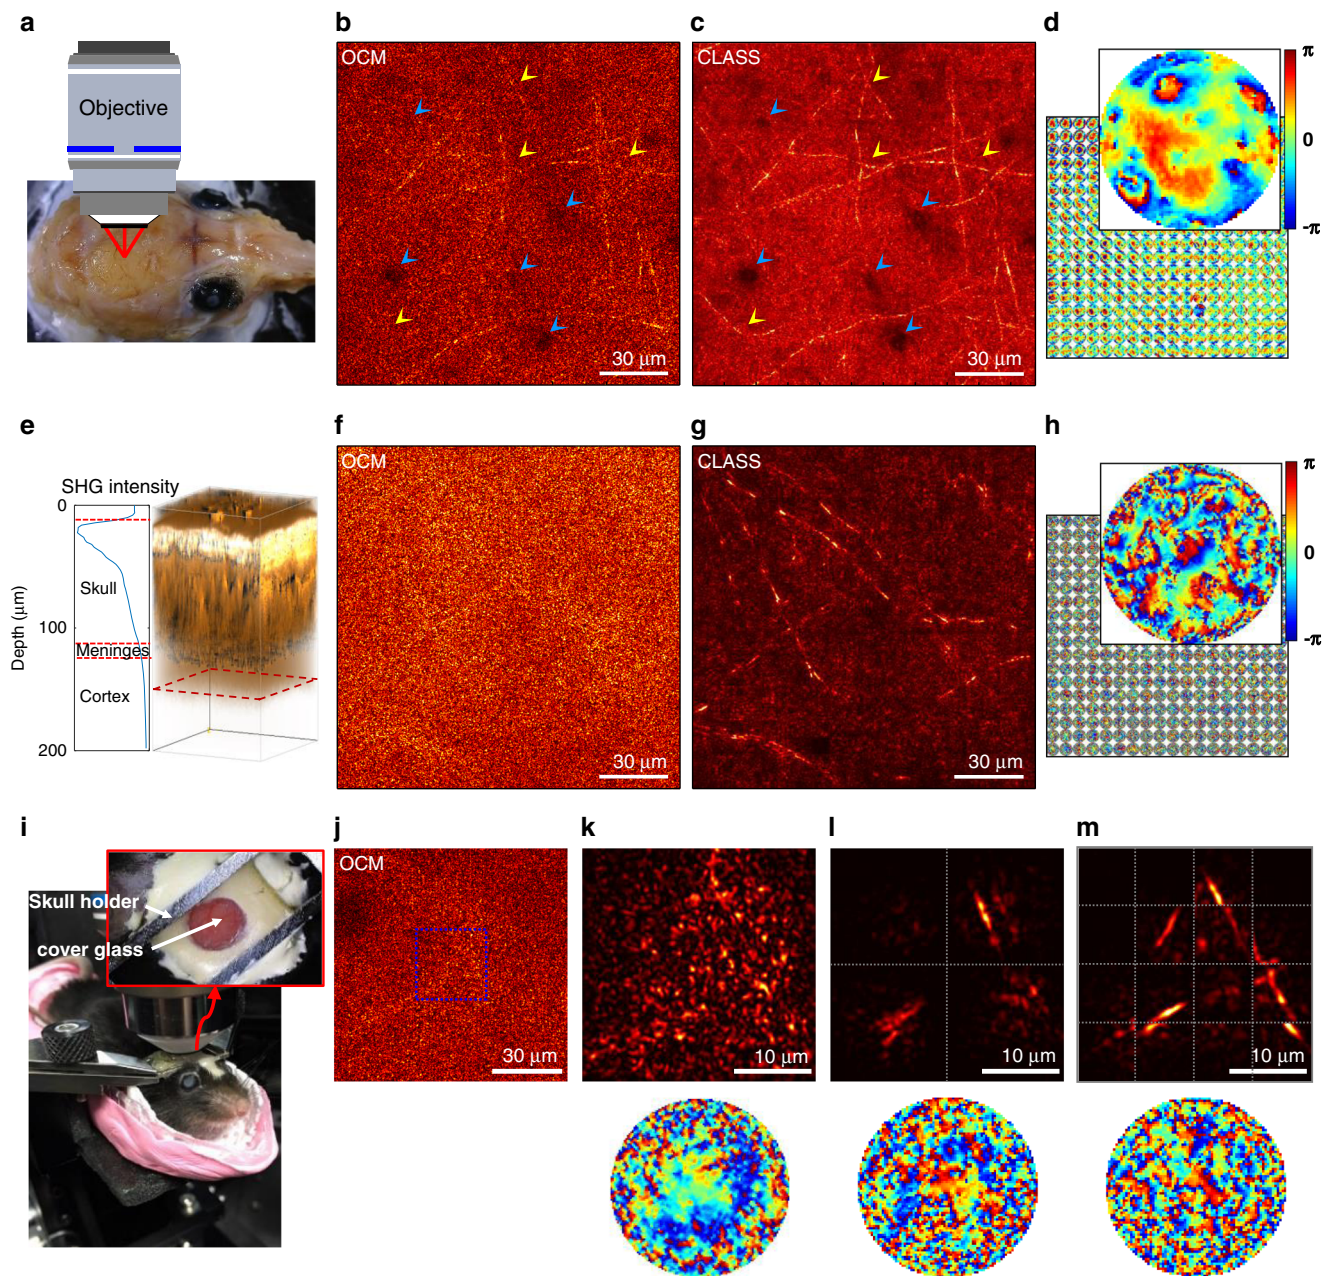 a
Objective
b
OCM
30 μm
c
CLASS
30 μm
d
π
0
-π
e
SHG intensity
0
100
200
Depth (μm)
Skull
Meninges
Cortex
f
OCM
30 μm
g
CLASS
30 μm
h
π
0
-π
i
Skull holder
cover glass
j
OCM
30 μm
k
10 μm
l
10 μm
m
10 μm